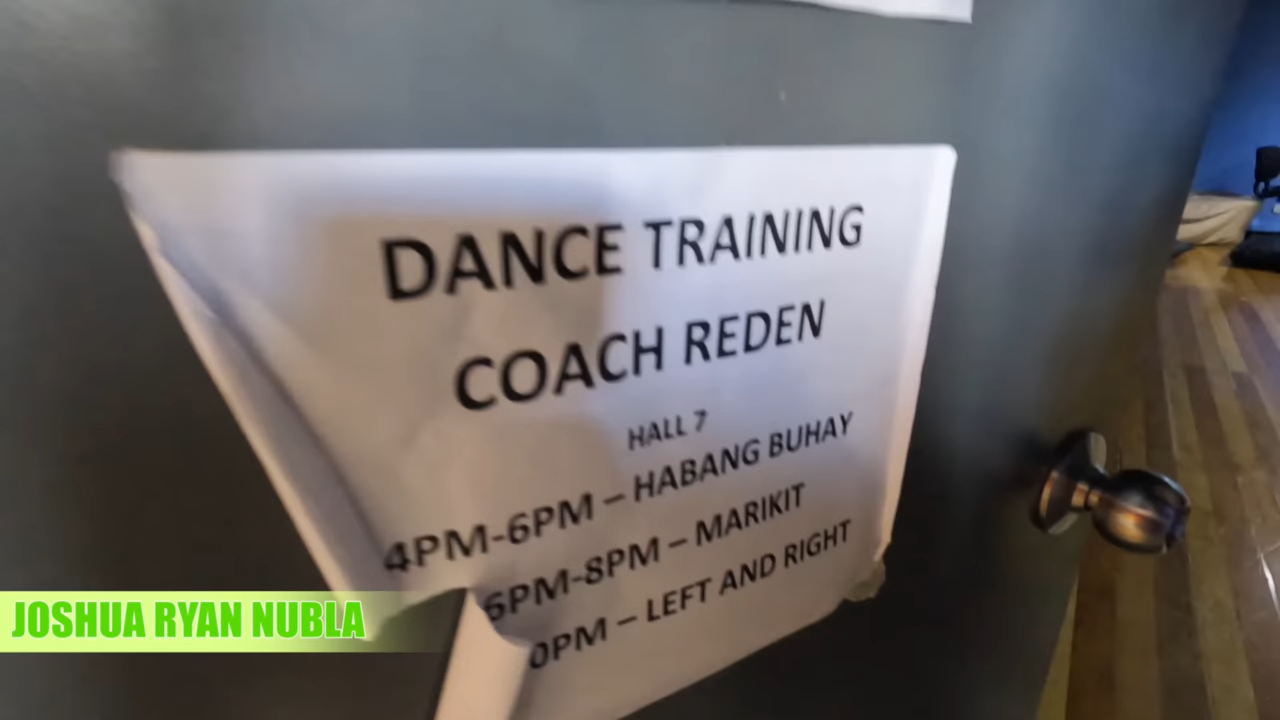 DANCE TRAINING
COACH REDEN
HALL 7
4PM-6PM – HABANG BUHAY
6PM-8PM – MARIKIT
0PM – LEFT AND RIGHT
JOSHUA RYAN NUBLA